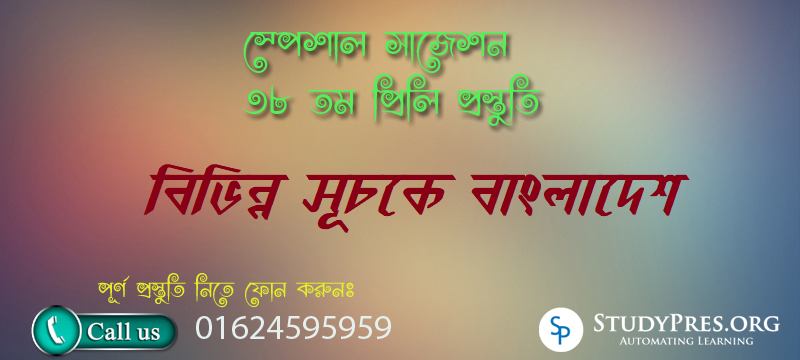 স্পেশাল সাজেশন
৩৮ তম প্রিলি প্রস্তুতি
বিভিন্ন সূচকে বাংলাদেশ
পূর্ণ প্রস্তুতি নিতে ফোন করুনঃ
Call us 01624595959
SP STUDYPRES.ORG
AUTOMATING LEARNING